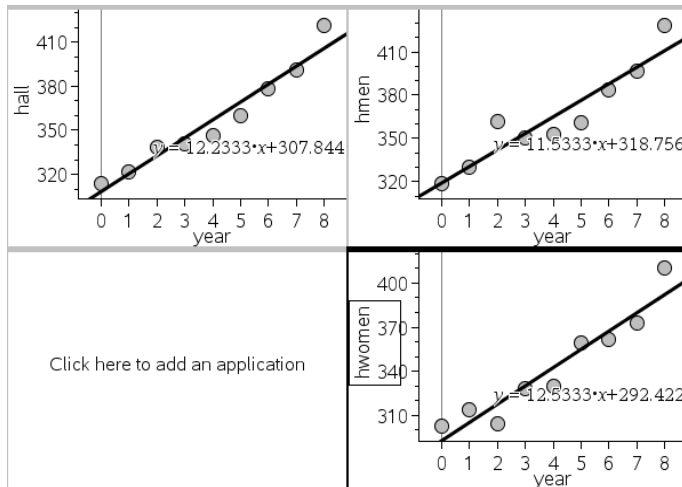 hall
410
380
350
320
y = 12.2333•x+307.844
0 1 2 3 4 5 6 7 8
year
hmen
410
380
350
320
y = 11.5333•x+318.756
0 1 2 3 4 5 6 7 8
year
Click here to add an application
hwomen
400
370
340
310
y = 12.5333•x+292.422
0 1 2 3 4 5 6 7 8
year